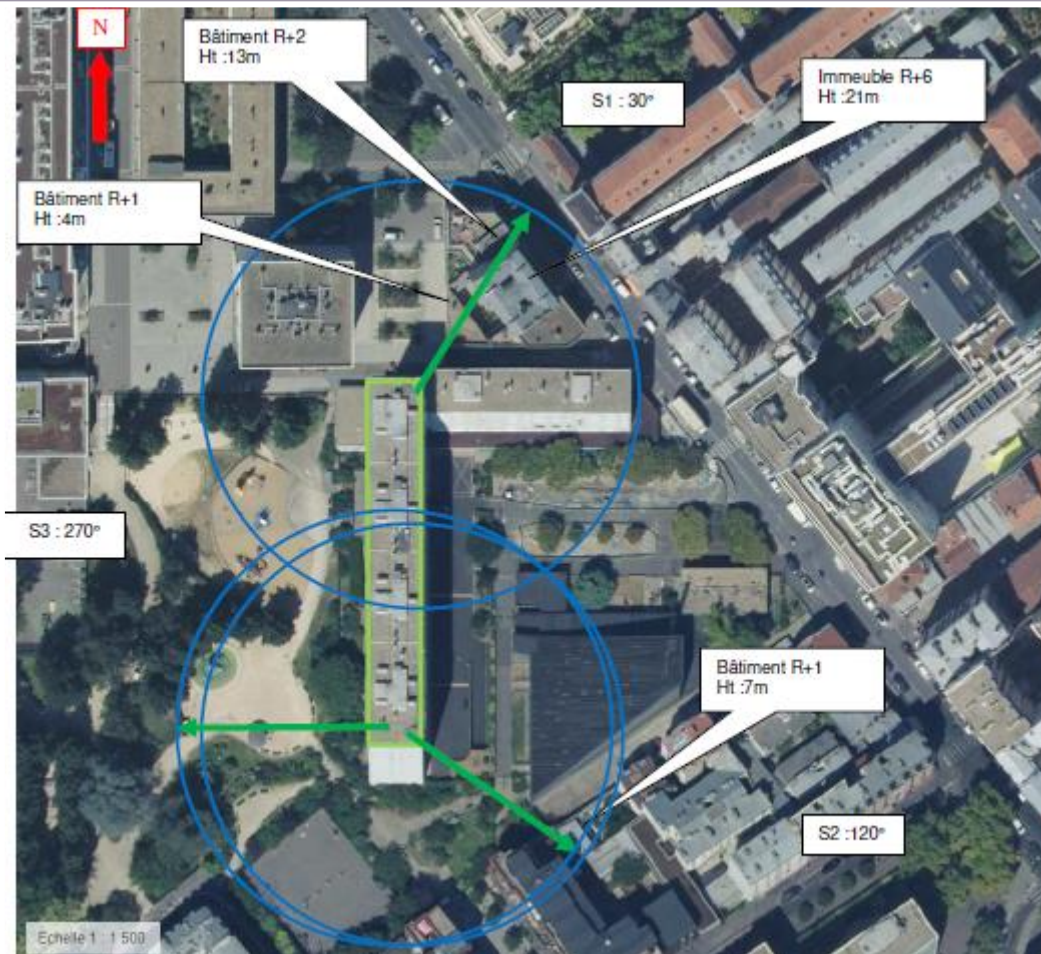 N
Bâtiment R+2
Ht :13m
S1 : 30°
Immeuble R+6
Ht :21m
Bâtiment R+1
Ht :4m
S3 : 270°
Bâtiment R+1
Ht :7m
S2 :120°
Echelle 1 : 1 500